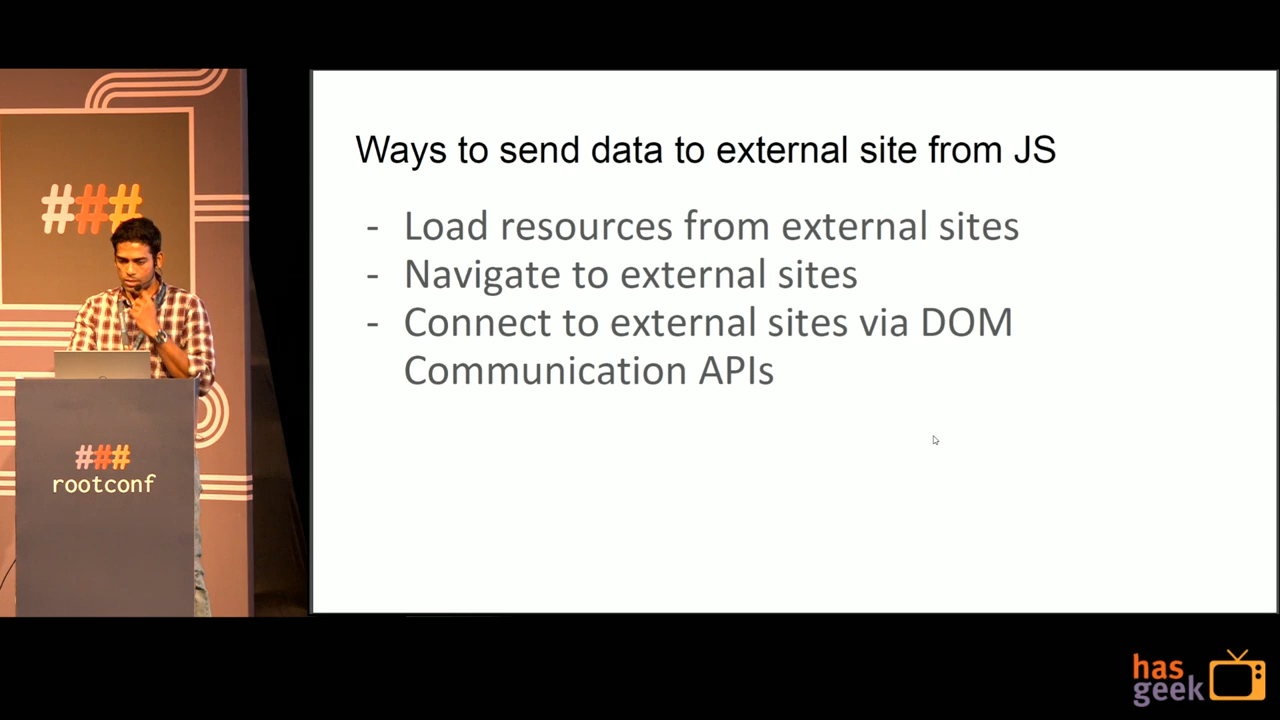 ###
Ways to send data to external site from JS
- Load resources from external sites
- Navigate to external sites
- Connect to external sites via DOM
Communication APIs
###
rootconf
has
geek